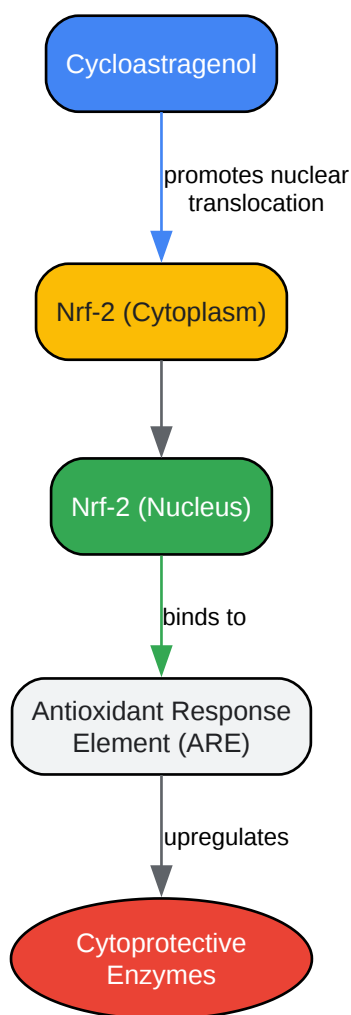 Cycloastragenol
promotes nuclear
translocation
Nrf-2 (Cytoplasm)
Nrf-2 (Nucleus)
binds to
Antioxidant Response
Element (ARE)
upregulates
Cytoprotective
Enzymes